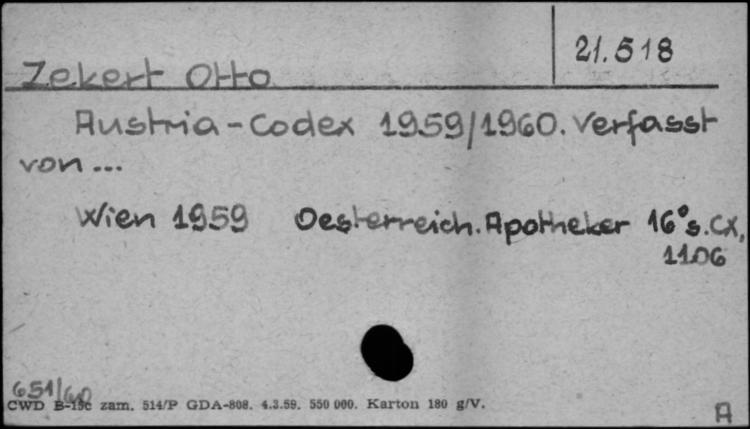 21.518
Zekert Otto
Austria-Codex 1959/1960. Verfasst
von...
Wien 1959 Oesterreich. Apotheker 16° s. CX,
1106
651/60
CWD B-15c zam. 514/P GDA-808. 4.3.59. 550 000. Karton 180 g/V.
A